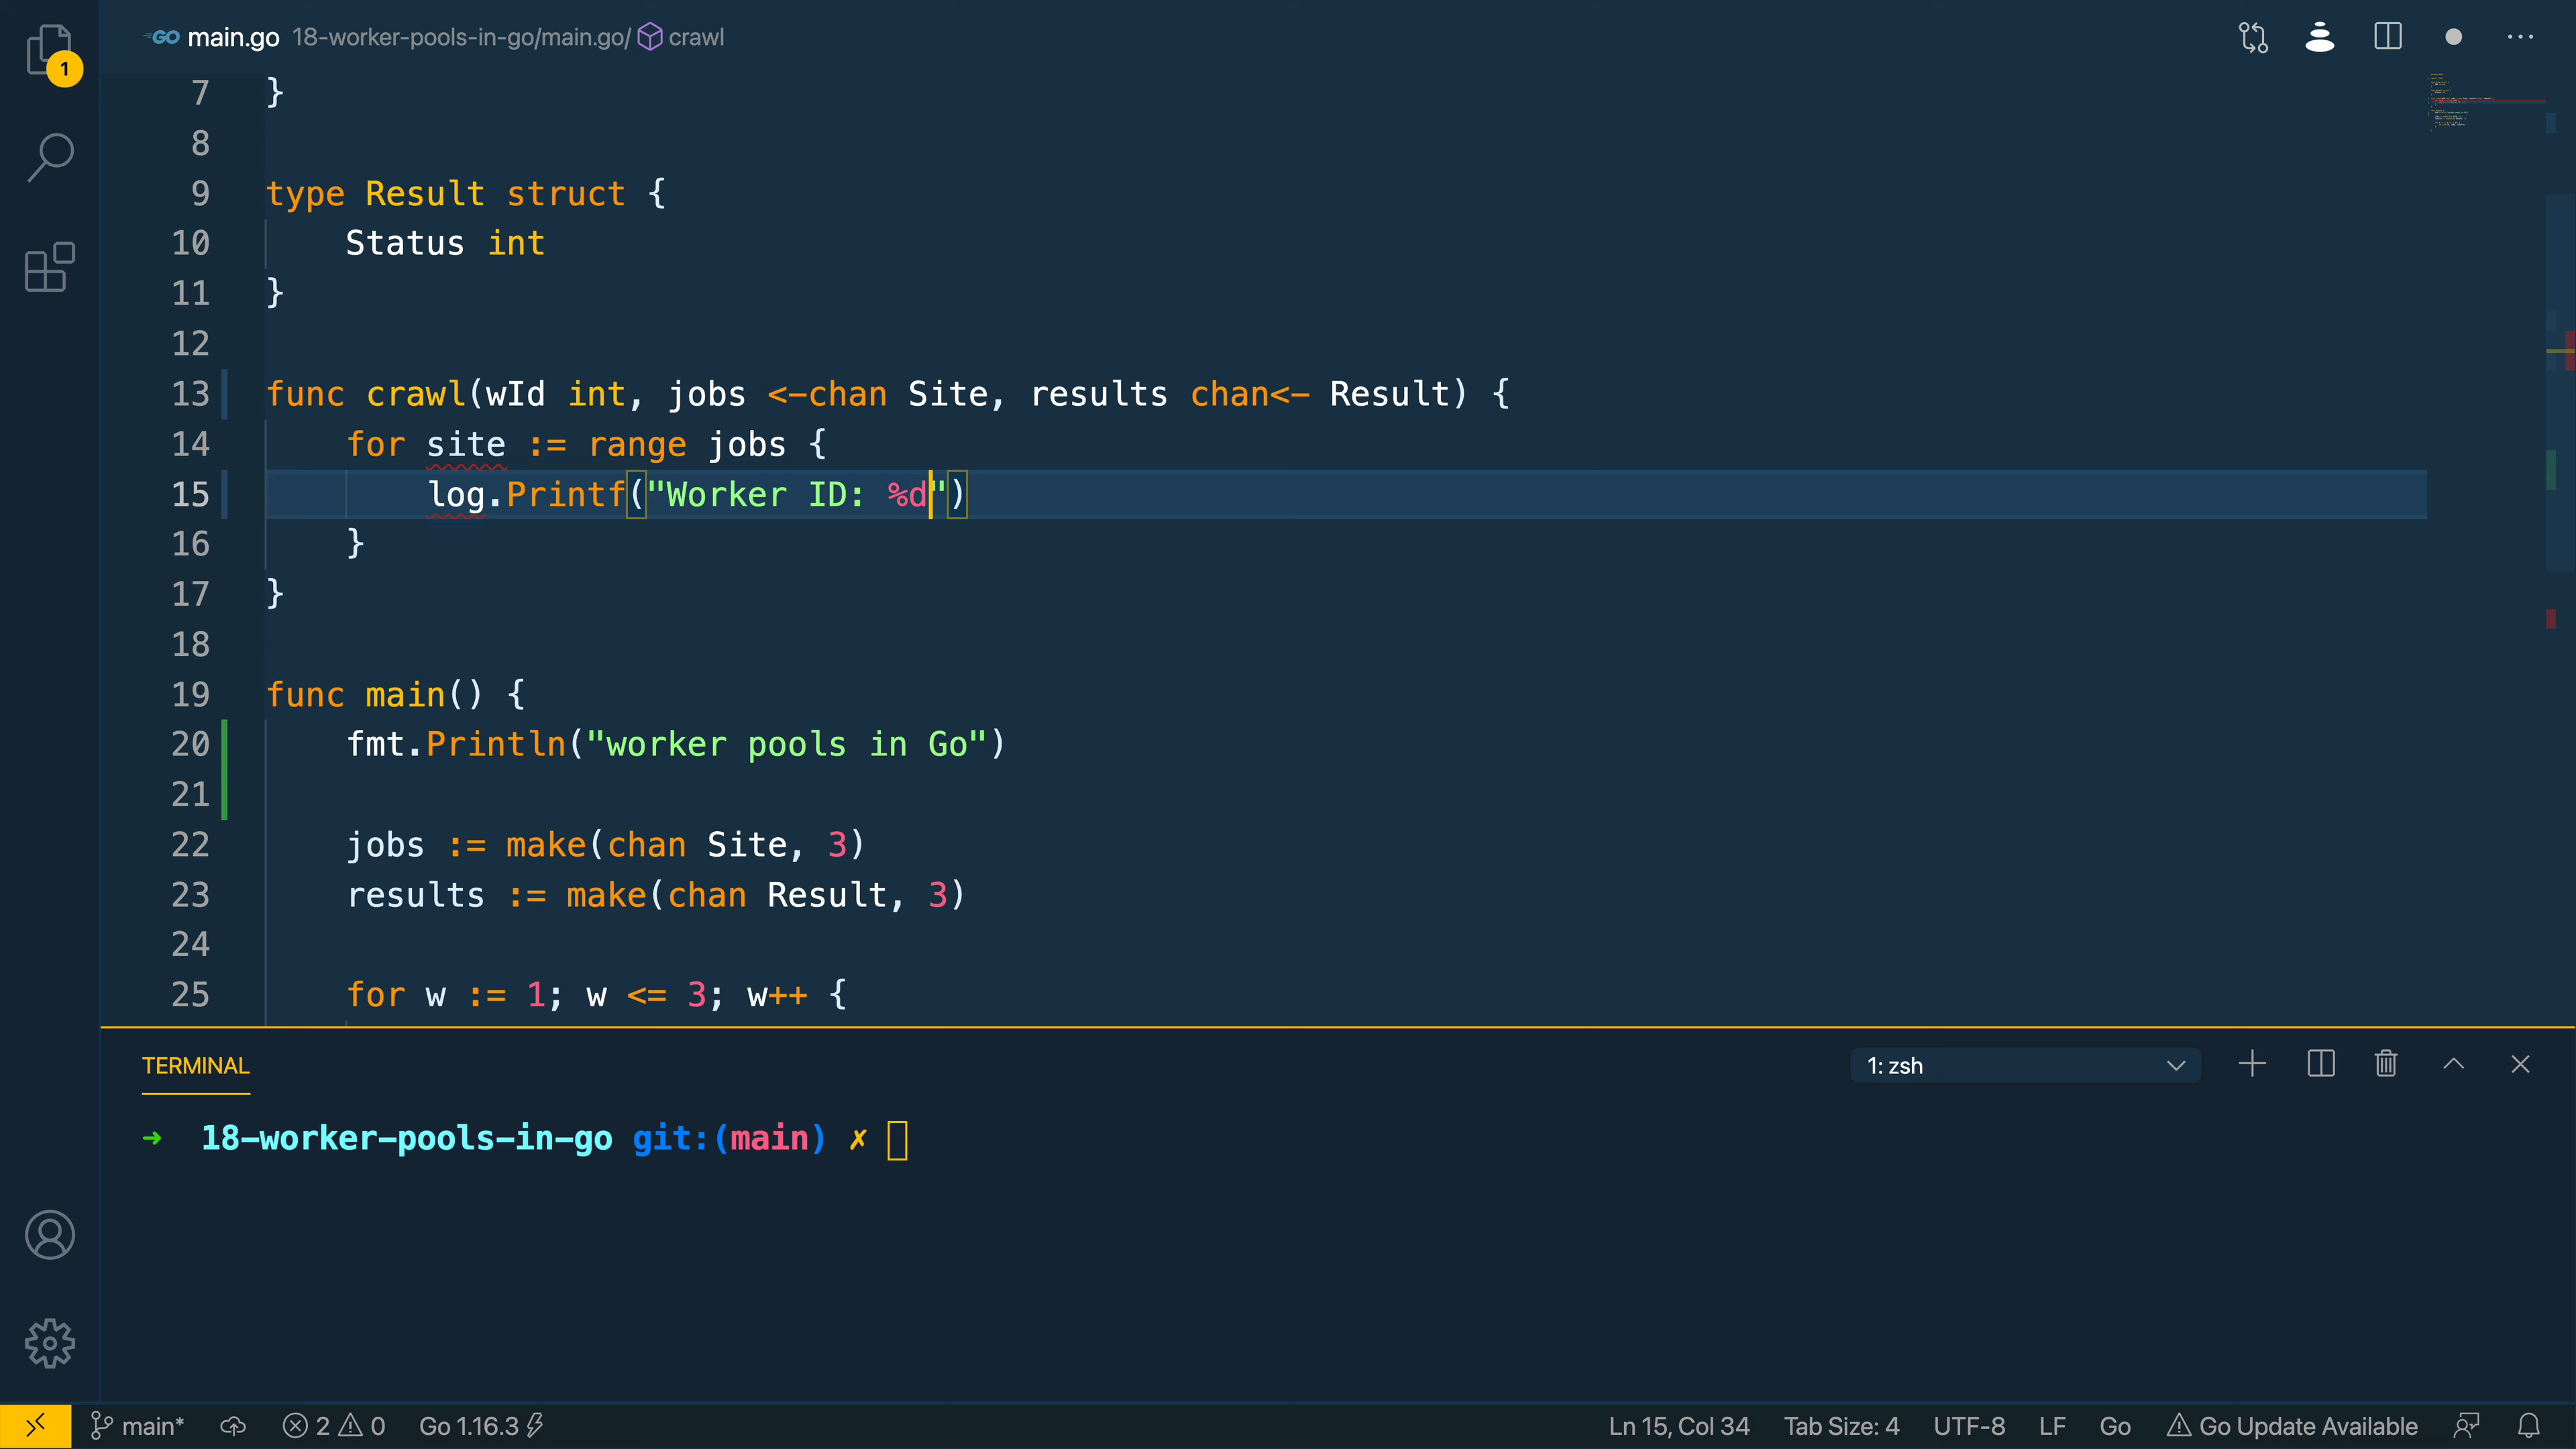 GO main.go 18-worker-pools-in-go/main.go/ crawl
1
7 }
8
9 type Result struct {
10 Status int
11 }
12
13 func crawl(wId int, jobs <-chan Site, results chan<- Result) {
14 for site := range jobs {
15 log.Printf("Worker ID: %d")
16 }
17 }
18
19 func main() {
20 fmt.Println("worker pools in Go")
21
22 jobs := make(chan Site, 3)
23 results := make(chan Result, 3)
24
25 for w := 1; w <= 3; w++ {
TERMINAL 1: zsh
➜ 18-worker-pools-in-go git:(main) ✗
main* 2 0 Go 1.16.3 Ln 15, Col 34 Tab Size: 4 UTF-8 LF Go Go Update Available